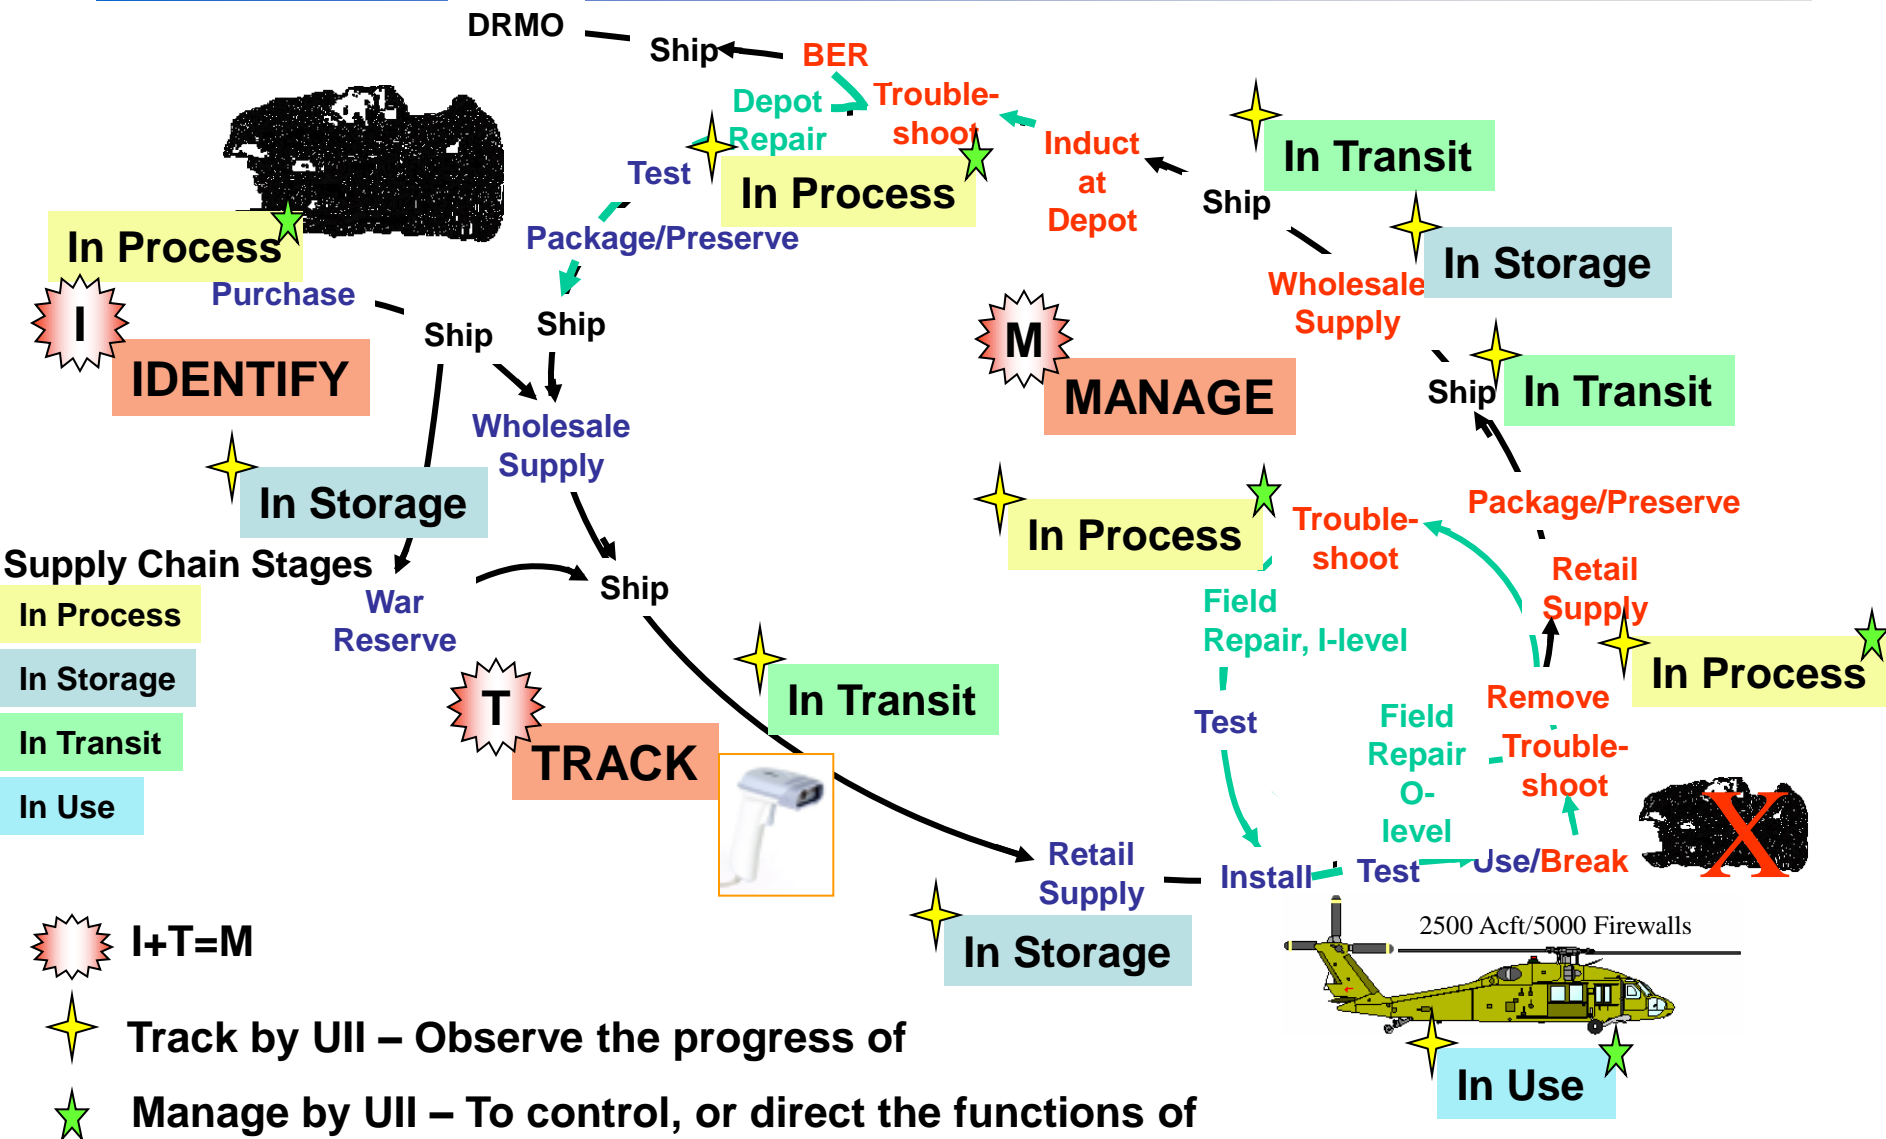 DRMO
Ship
BER
Depot
Repair
Trouble-
shoot
Induct
at
Depot
In Transit
Test
In Process
Ship
Package/Preserve
In Process
In Storage
Purchase
Wholesale
Supply
I
IDENTIFY
Ship
Ship
M
MANAGE
Ship
In Transit
Wholesale
Supply
In Storage
Package/Preserve
In Process
Trouble-
shoot
Supply Chain Stages
In Process
In Storage
In Transit
In Use
War
Reserve
Ship
Retail
Supply
Field
Repair, I-level
In Process
T
TRACK
In Transit
Remove
Test
Field
Repair
O-
level
Trouble-
shoot
X
Retail
Supply
Install
Test
Use/Break
In Storage
2500 Acft/5000 Firewalls
I+T=M
Track by UII – Observe the progress of
In Use
Manage by UII – To control, or direct the functions of